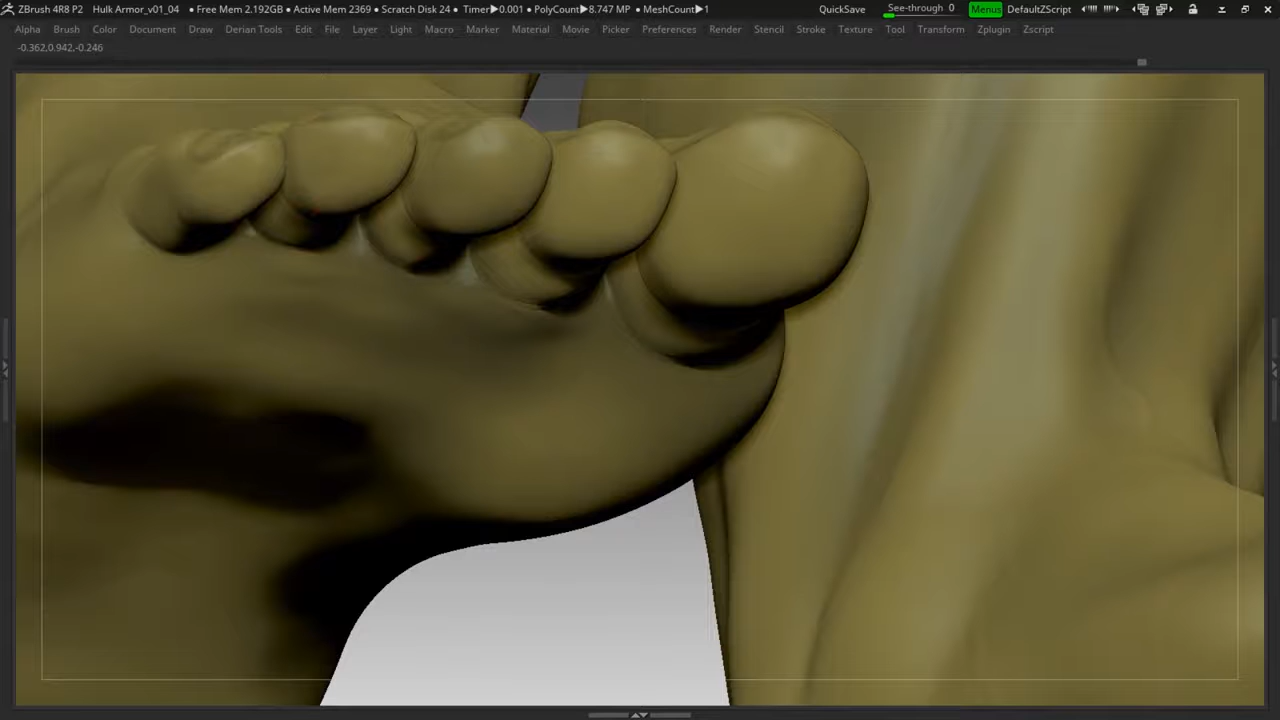 ZBrush 4R8 P2 Hulk Armor_v01_04 ● Free Mem 2.192GB ● Active Mem 2369 ● Scratch Disk 24 ● Timer▶0.001 ● PolyCount▶8.747 MP ● MeshCount▶1 QuickSave See-through 0 Menus DefaultZScript
Alpha Brush Color Document Draw Derian Tools Edit File Layer Light Macro Marker Material Movie Picker Preferences Render Stencil Stroke Texture Tool Transform Zplugin Zscript
-0.362,0.942,-0.246